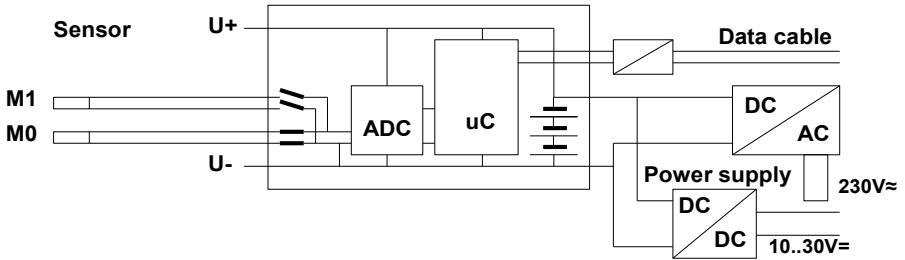 Sensor
U+
Data cable
M1
M0
ADC
uC
DC
AC
U-
Power supply
230V≈
DC
DC
10..30V=